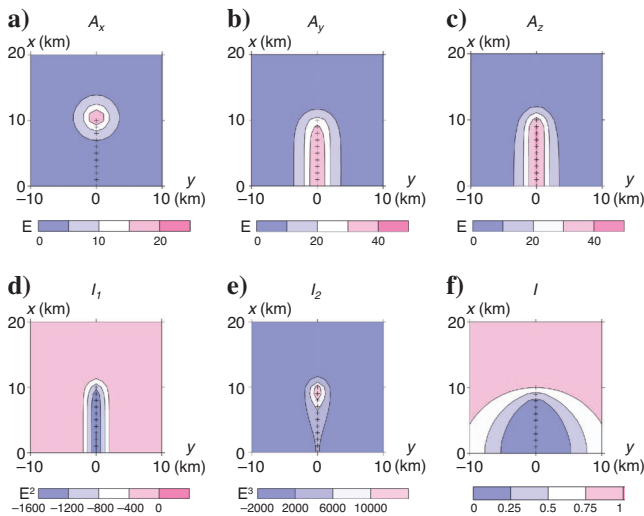 a) Aₓ b) A_y c) A_z
x (km) x (km) x (km)
20 20 20
10 10 10
0 0 0
y y y
−10 0 10 (km) −10 0 10 (km) −10 0 10 (km)
E E E
0 10 20 0 20 40 0 20 40
d) I₁ e) I₂ f) I
x (km) x (km) x (km)
20 20 20
10 10 10
0 0 0
y y y
−10 0 10 (km) −10 0 10 (km) −10 0 10 (km)
E² E³
−1600 −1200 −800 −400 0 −2000 2000 6000 10000 0 0.25 0.5 0.75 1